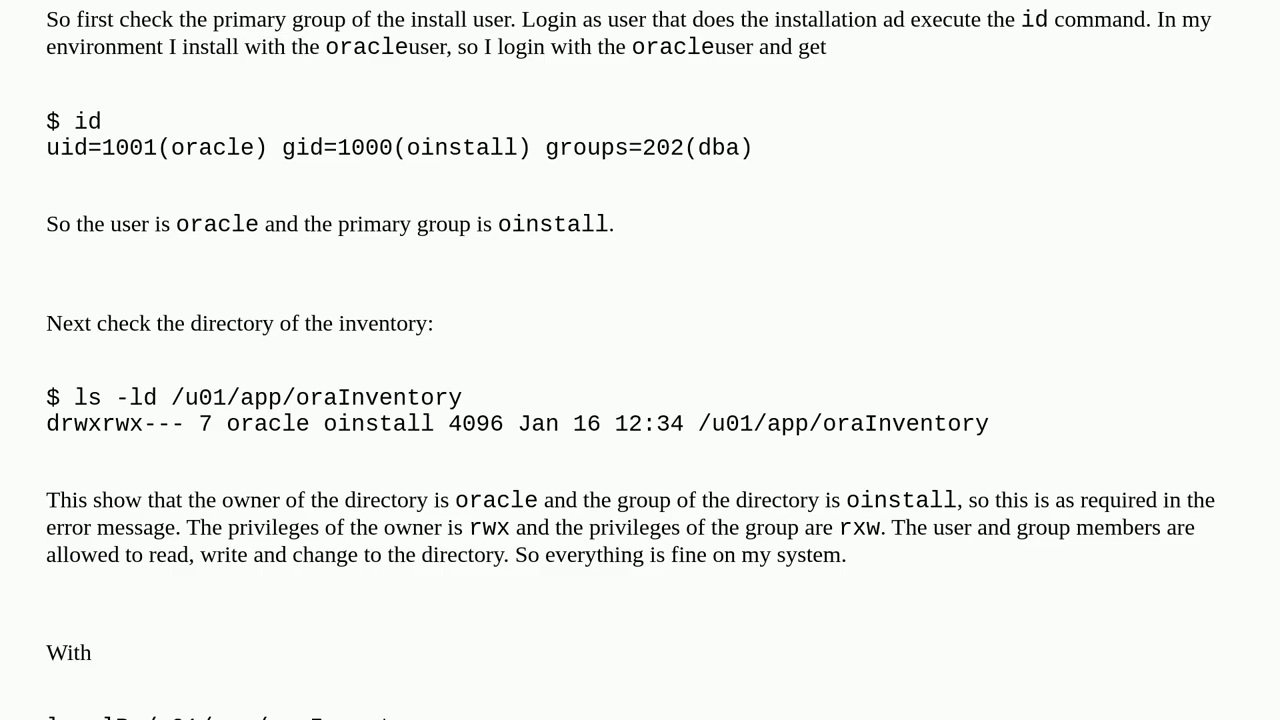 So first check the primary group of the install user. Login as user that does the installation ad execute the id command. In my
environment I install with the oracleuser, so I login with the oracleuser and get
$ id
uid=1001(oracle) gid=1000(oinstall) groups=202(dba)
So the user is oracle and the primary group is oinstall.
Next check the directory of the inventory:
$ ls -ld /u01/app/oraInventory
drwxrwx--- 7 oracle oinstall 4096 Jan 16 12:34 /u01/app/oraInventory
This show that the owner of the directory is oracle and the group of the directory is oinstall, so this is as required in the
error message. The privileges of the owner is rwx and the privileges of the group are rxw. The user and group members are
allowed to read, write and change to the directory. So everything is fine on my system.
With